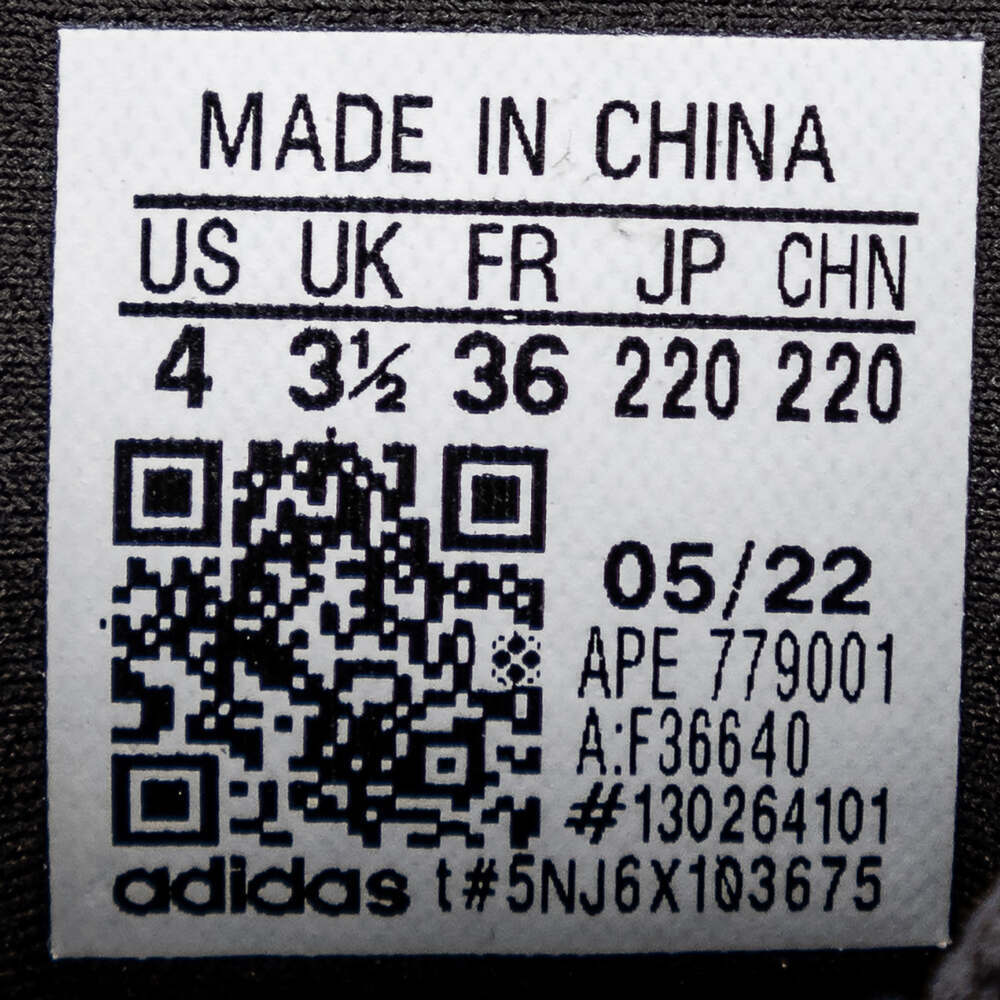 MADE IN CHINA
US UK FR JP CHN
4 3½ 36 220 220
05/22
APE 779001
A:F36640
#130264101
adidas t#5NJ6X103675